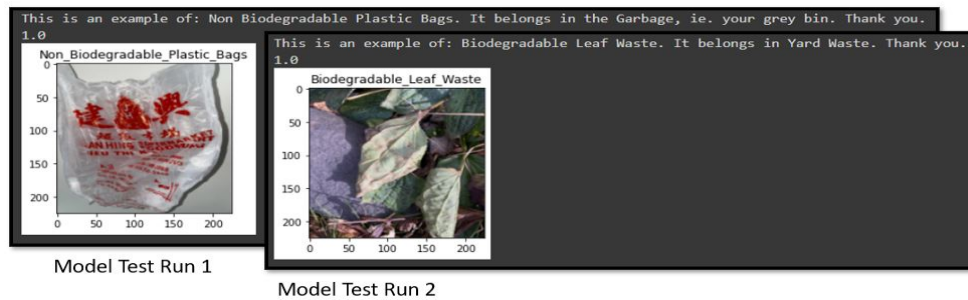 This is an example of: Non Biodegradable Plastic Bags. It belongs in the Garbage, ie. your grey bin. Thank you.
1.0
Non_Biodegradable_Plastic_Bags
0
50
100
150
200
0 50 100 150 200
Model Test Run 1
This is an example of: Biodegradable Leaf Waste. It belongs in Yard Waste. Thank you.
1.0
Biodegradable_Leaf_Waste
0
50
100
150
200
0 50 100 150 200
Model Test Run 2